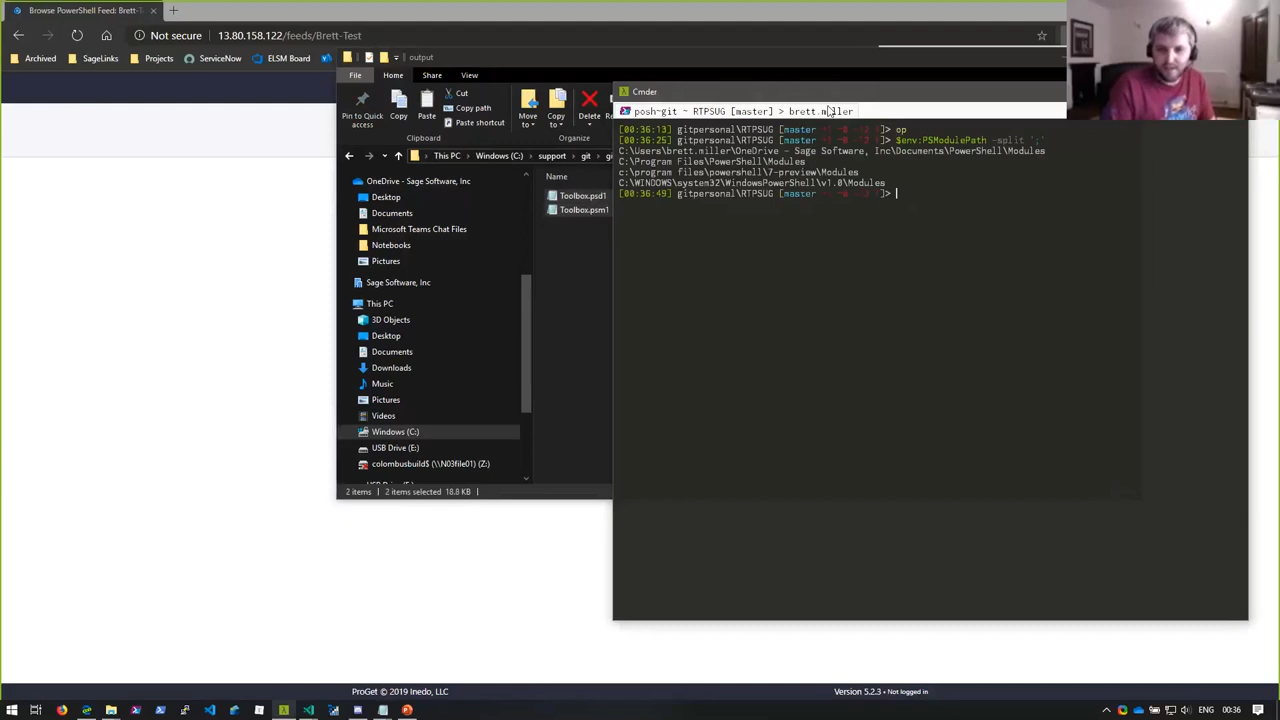 Browse PowerShell Feed: Brett-Test
Not secure
13.80.158.122/feeds/Brett-Test
Archived
SageLinks
Projects
ServiceNow
ELSM Board
output
File
Home
Share
View
Pin to Quick access
Copy
Paste
Cut
Copy path
Paste shortcut
Clipboard
Move to
Copy to
Delete
Organize
This PC
Windows (C:)
support
git
OneDrive - Sage Software, Inc
Desktop
Microsoft Teams Chat Files
Notebooks
Pictures
Sage Software, Inc
This PC
3D Objects
Desktop
Documents
Downloads
Music
Pictures
Videos
Windows (C:)
USB Drive (E:)
colombusbuild$ (\\N03file01) (Z:)
Name
Toolbox.psd1
Toolbox.psm1
2 items
2 items selected 18.8 KB
Cmder
posh~git ~ RTPSUG [master] > brett.miller
[00:36:13] gitpersonal\RTPSUG [master
> op
[00:36:25] gitpersonal\RTPSUG [master
> $env:PSModulePath -split ';'
C:\Users\brett.miller\OneDrive - Sage Software, Inc\Documents\PowerShell\Modules
C:\Program Files\PowerShell\Modules
c:\program files\powershell\7-preview\Modules
C:\WINDOWS\system32\WindowsPowerShell\v1.0\Modules
[00:36:49] gitpersonal\RTPSUG [master
>
ProGet © 2019 Inedo, LLC
Version 5.2.3 • Not logged in
ENG
00:36